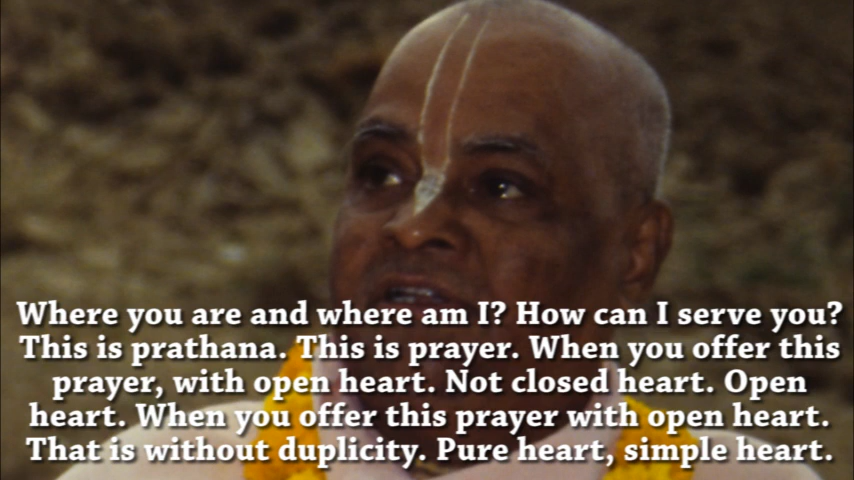 Where you are and where am I? How can I serve you?
This is prathana. This is prayer. When you offer this
prayer, with open heart. Not closed heart. Open
heart. When you offer this prayer with open heart.
That is without duplicity. Pure heart, simple heart.